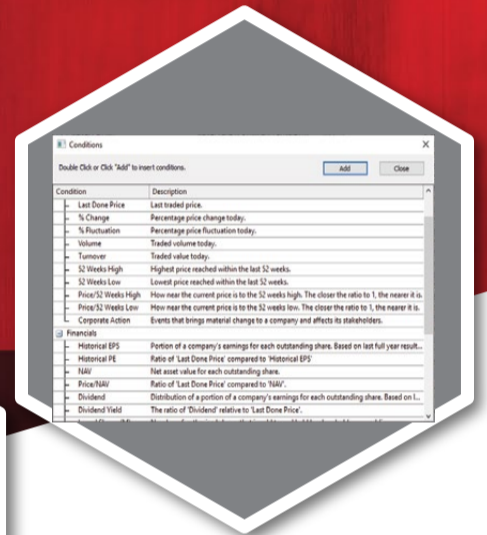 Conditions
Double Click or Click "Add" to insert conditions.
Add
Close
Condition Description
Last Done Price Last traded price.
% Change Percentage price change today.
% Fluctuation Percentage price fluctuation today.
Volume Traded volume today.
Turnover Traded value today.
52 Weeks High Highest price reached within the last 52 weeks.
52 Weeks Low Lowest price reached within the last 52 weeks.
Price/52 Weeks High How near the current price is to the 52 weeks high. The closer the ratio to 1, the nearer it is.
Price/52 Weeks Low How near the current price is to the 52 weeks low. The closer the ratio to 1, the nearer it is.
Corporate Action Events that brings material change to a company and affects its stakeholders.
Financials
Historical EPS Portion of a company's earnings for each outstanding share. Based on last full year result...
Historical PE Ratio of 'Last Done Price' compared to 'Historical EPS'
NAV Net asset value for each outstanding share.
Price/NAV Ratio of 'Last Done Price' compared to 'NAV'.
Dividend Distribution of a portion of a company's earnings for each outstanding share. Based on l...
Dividend Yield The ratio of 'Dividend' relative to 'Last Done Price'.